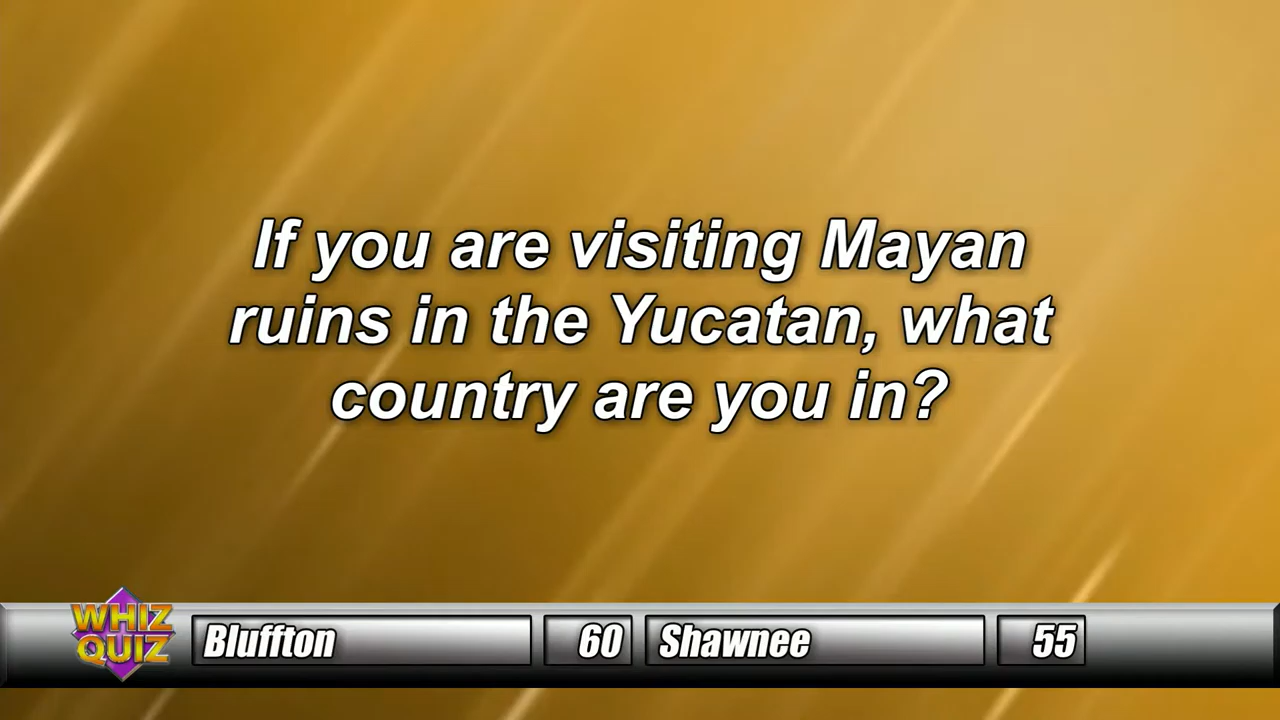 If you are visiting Mayan
ruins in the Yucatan, what
country are you in?
WHIZ
QUIZ
Bluffton 60 Shawnee 55